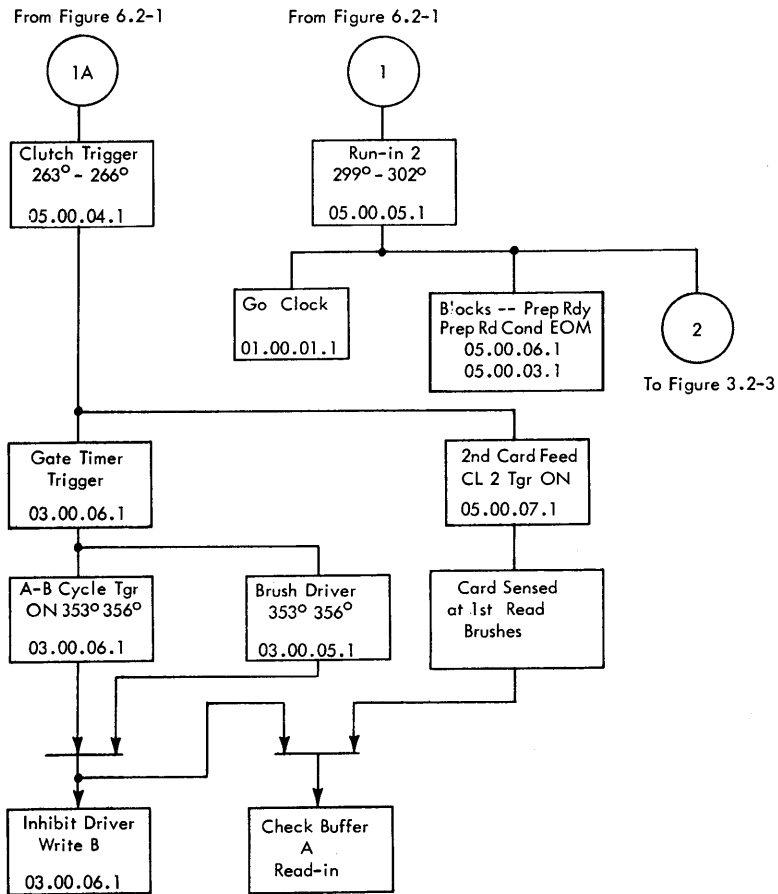 From Figure 6.2-1
From Figure 6.2-1
1A
1
Clutch Trigger
263° - 266°
05.00.04.1
Run-in 2
299° - 302°
05.00.05.1
Go Clock
01.00.01.1
Blocks -- Prep Rdy
Prep Rd Cond EOM
05.00.06.1
05.00.03.1
2
To Figure 3.2-3
Gate Timer
Trigger
03.00.06.1
2nd Card Feed
CL 2 Tgr ON
05.00.07.1
A-B Cycle Tgr
ON 353° 356°
03.00.06.1
Brush Driver
353° 356°
03.00.05.1
Card Sensed
at 1st Read
Brushes
Inhibit Driver
Write B
03.00.06.1
Check Buffer
A
Read-in